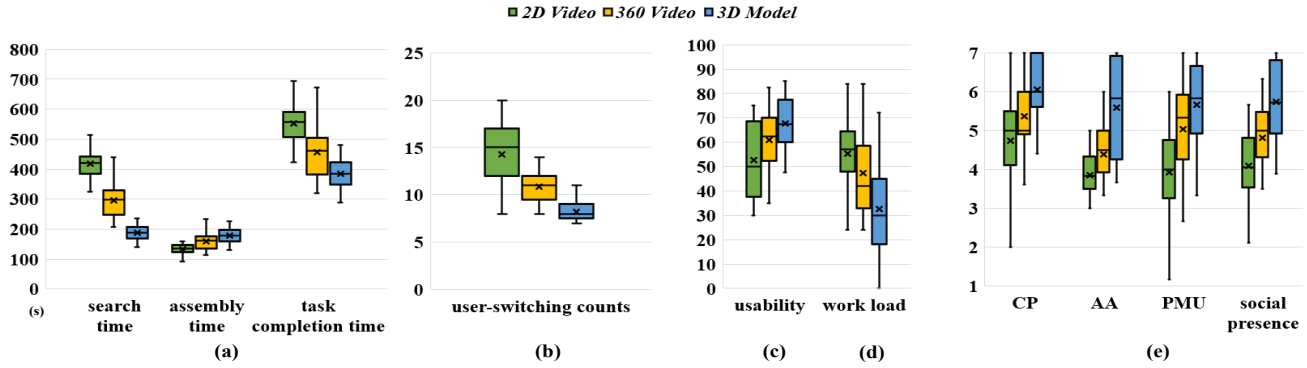 2D Video 360 Video 3D Model
800
700
600
500
400
300
200
100
0
(s)
search
time
assembly
time
task
completion time
(a)
25
20
15
10
5
0
user-switching counts
(b)
100
90
80
70
60
50
40
30
20
10
0
usability
work load
(c)
(d)
7
6
5
4
3
2
1
CP
AA
PMU
social
presence
(e)